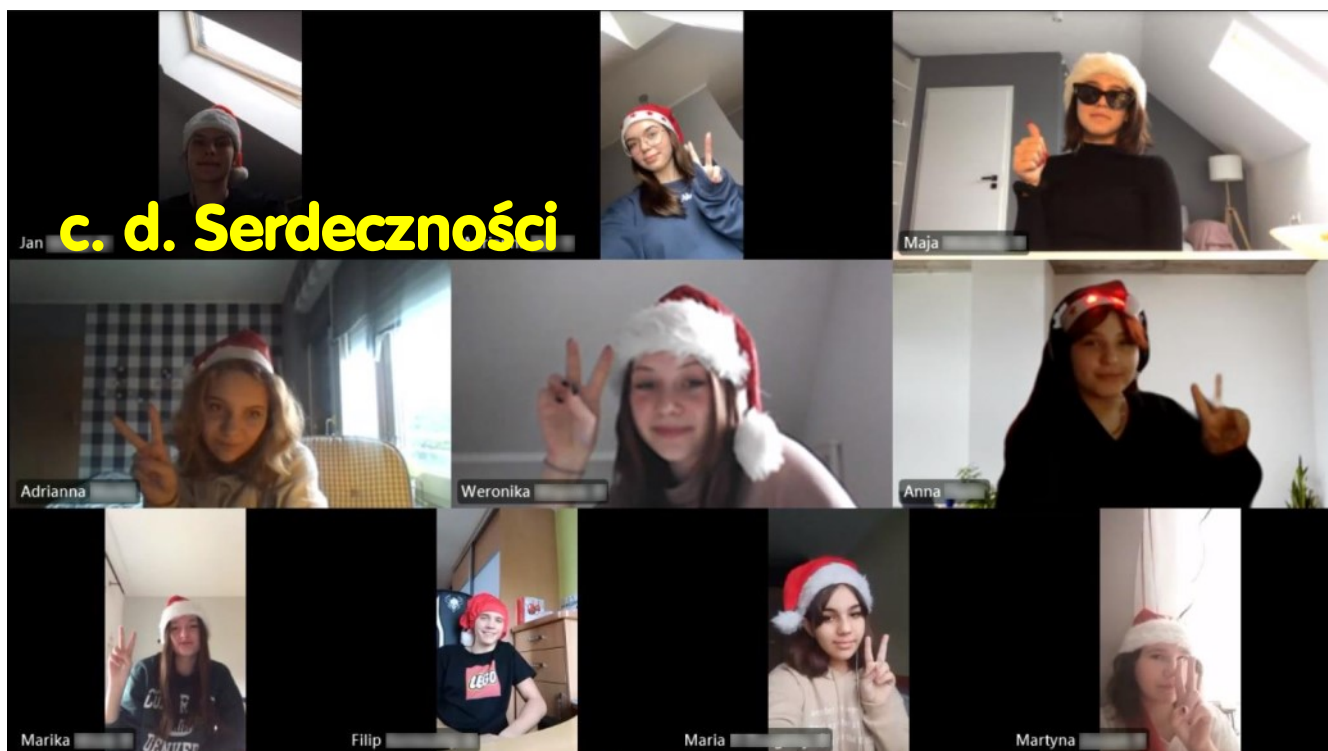 c. d. Serdeczności
Jan
Maja
Adrianna
Weronika
Anna
LEGO
Marika
Filip
Maria
Martyna